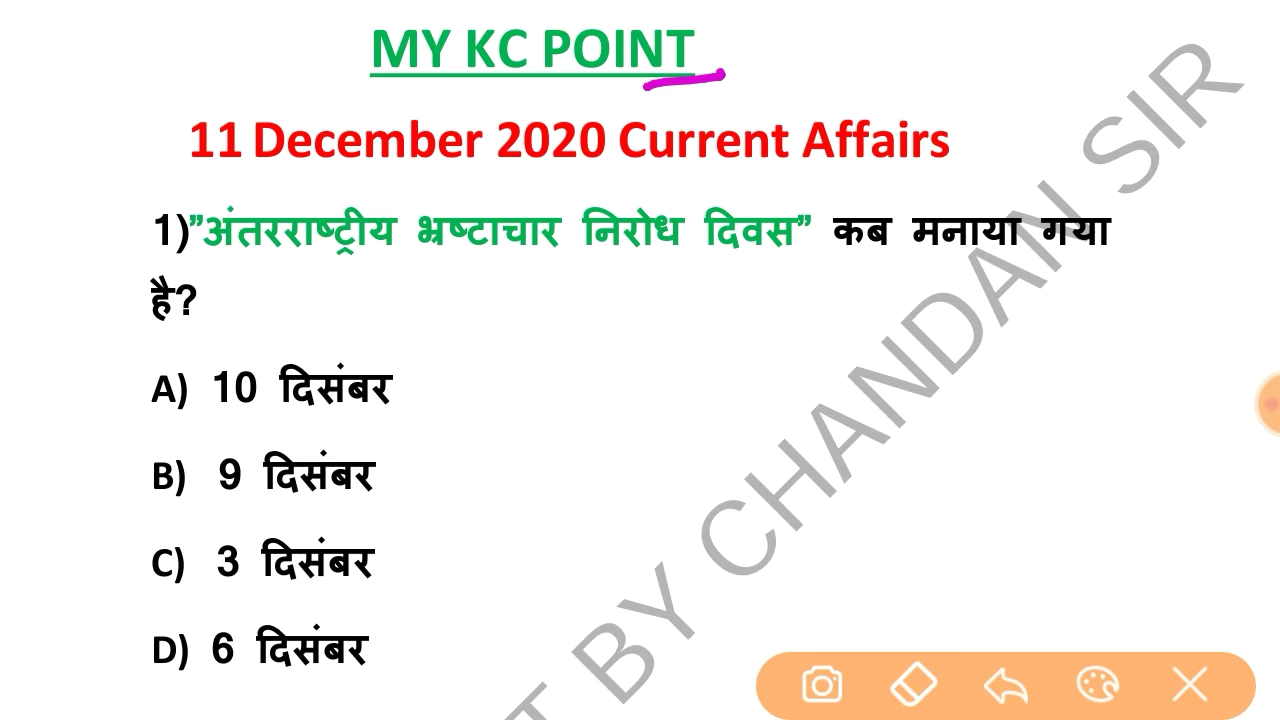 MY KC POINT
11 December 2020 Current Affairs
1)"अंतरराष्ट्रीय भ्रष्टाचार निरोध दिवस" कब मनाया गया
है?
A) 10 दिसंबर
B) 9 दिसंबर
C) 3 दिसंबर
D) 6 दिसंबर
BY CHANDAN SIR